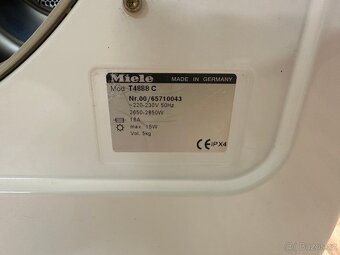 Miele MADE IN GERMANY
Mod. T4888 C
Nr.00/65710043
~220-230V 50Hz
2650-2850W
16A
max. 15W
Vol. 5kg
CE IPX4